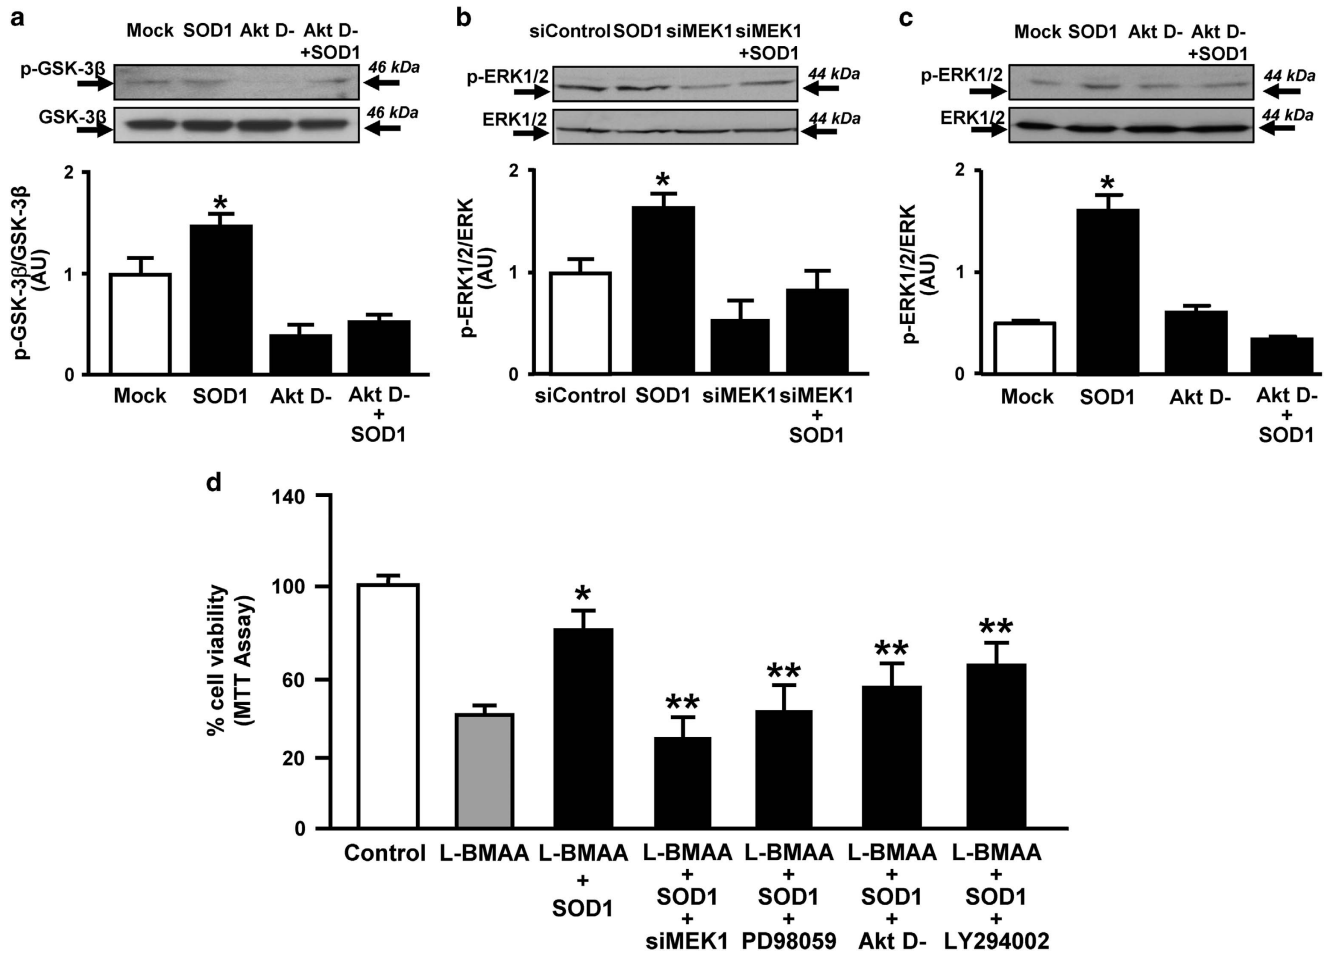 a
Mock SOD1 Akt D- Akt D-
+SOD1
p-GSK-3β 46 kDa
GSK-3β 46 kDa
2
1
0
p-GSK-3β/GSK-3β
(AU)
*
Mock SOD1 Akt D- Akt D-
+
SOD1
b
siControl SOD1 siMEK1 siMEK1
+SOD1
p-ERK1/2 44 kDa
ERK1/2 44 kDa
2
1
0
p-ERK1/2/ERK
(AU)
*
siControl SOD1 siMEK1 siMEK1
+
SOD1
c
Mock SOD1 Akt D- Akt D-
+SOD1
p-ERK1/2 44 kDa
ERK1/2 44 kDa
2
1
0
p-ERK1/2/ERK
(AU)
*
Mock SOD1 Akt D- Akt D-
+
SOD1
d
140
100
60
20
0
% cell viability
(MTT Assay)
* ** ** ** **
Control L-BMAA L-BMAA L-BMAA L-BMAA L-BMAA L-BMAA
+ + + + +
SOD1 SOD1 SOD1 SOD1 SOD1
+ + + +
siMEK1 PD98059 Akt D- LY294002